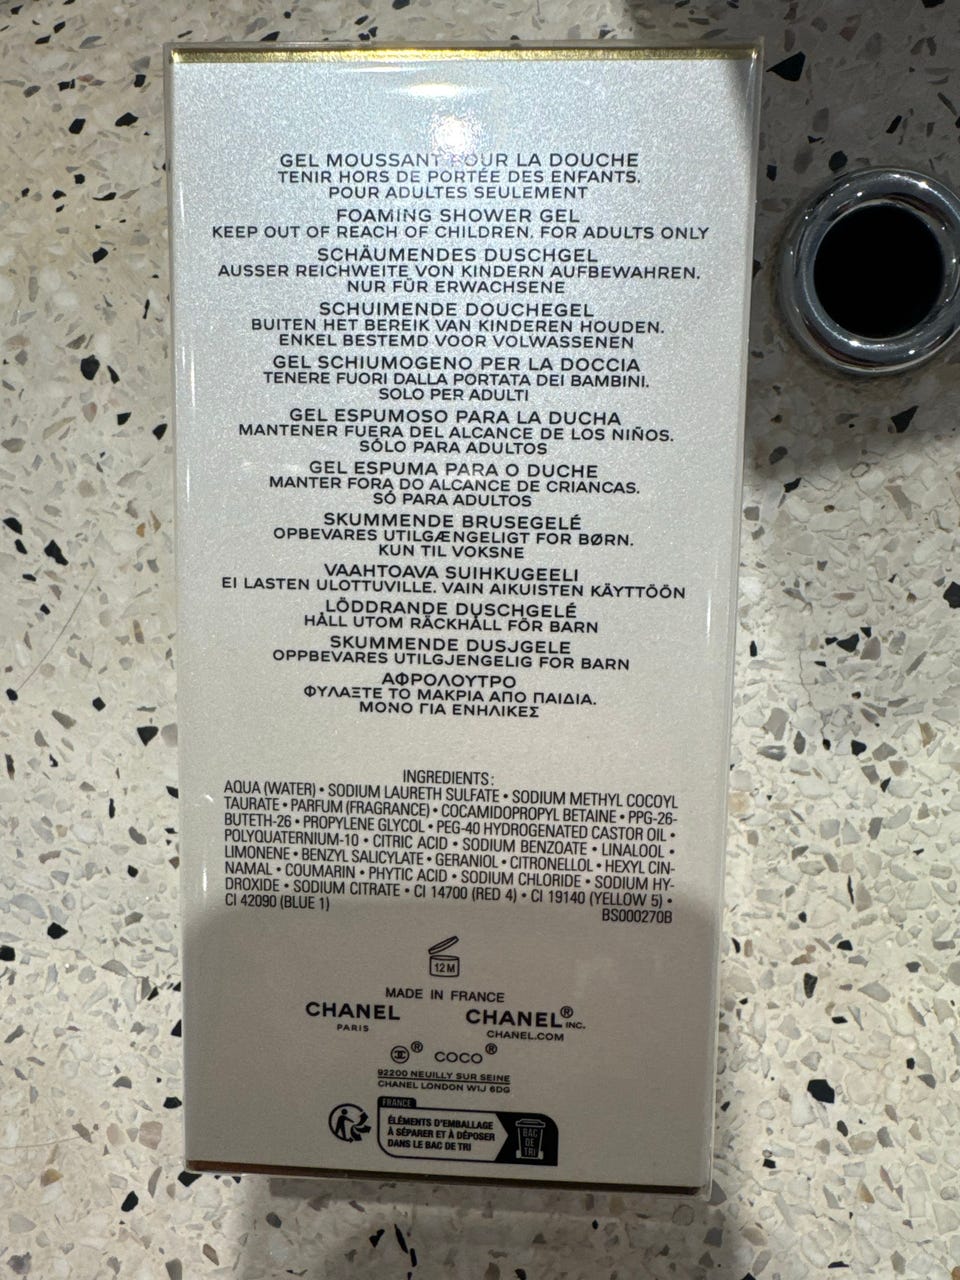 GEL MOUSSANT POUR LA DOUCHE
TENIR HORS DE PORTÉE DES ENFANTS.
POUR ADULTES SEULEMENT
FOAMING SHOWER GEL
KEEP OUT OF REACH OF CHILDREN. FOR ADULTS ONLY
SCHÄUMENDES DUSCHGEL
AUSSER REICHWEITE VON KINDERN AUFBEWAHREN.
NUR FÜR ERWACHSENE
SCHUIMENDE DOUCHEGEL
BUITEN HET BEREIK VAN KINDEREN HOUDEN.
ENKEL BESTEMD VOOR VOLWASSENEN
GEL SCHIUMOGENO PER LA DOCCIA
TENERE FUORI DALLA PORTATA DEI BAMBINI.
SOLO PER ADULTI
GEL ESPUMOSO PARA LA DUCHA
MANTENER FUERA DEL ALCANCE DE LOS NIÑOS.
SÓLO PARA ADULTOS
GEL ESPUMA PARA O DUCHE
MANTER FORA DO ALCANCE DE CRIANCAS.
SÓ PARA ADULTOS
SKUMMENDE BRUSEGELÉ
OPBEVARES UTILGÆNGELIGT FOR BØRN.
KUN TIL VOKSNE
VAAHTOAVA SUIHKUGEELI
EI LASTEN ULOTTUVILLE. VAIN AIKUISTEN KÄYTTÖÖN
LÖDDRANDE DUSCHGELÉ
HÅLL UTOM RÄCKHÅLL FÖR BARN
SKUMMENDE DUSJGELE
OPPBEVARES UTILGJENGELIG FOR BARN
ΑΦΡΟΛΟΥΤΡΟ
ΦΥΛΑΞΤΕ ΤΟ ΜΑΚΡΙΑ ΑΠΟ ΠΑΙΔΙΑ.
ΜΟΝΟ ΓΙΑ ΕΝΗΛΙΚΕΣ
INGREDIENTS:
AQUA (WATER) • SODIUM LAURETH SULFATE • SODIUM METHYL COCOYL
TAURATE • PARFUM (FRAGRANCE) • COCAMIDOPROPYL BETAINE • PPG-26-
BUTETH-26 • PROPYLENE GLYCOL • PEG-40 HYDROGENATED CASTOR OIL •
POLYQUATERNIUM-10 • CITRIC ACID • SODIUM BENZOATE • LINALOOL •
LIMONENE • BENZYL SALICYLATE • GERANIOL • CITRONELLOL • HEXYL CIN-
NAMAL • COUMARIN • PHYTIC ACID • SODIUM CHLORIDE • SODIUM HY-
DROXIDE • SODIUM CITRATE • CI 14700 (RED 4) • CI 19140 (YELLOW 5) •
CI 42090 (BLUE 1) BS000270B
12 M
MADE IN FRANCE
CHANEL CHANEL® INC.
PARIS CHANEL.COM
® COCO®
92200 NEUILLY SUR SEINE
CHANEL LONDON W1J 6DG
FRANCE
ÉLÉMENTS D'EMBALLAGE
À SÉPARER ET À DÉPOSER
DANS LE BAC DE TRI
BAC
DE
TRI